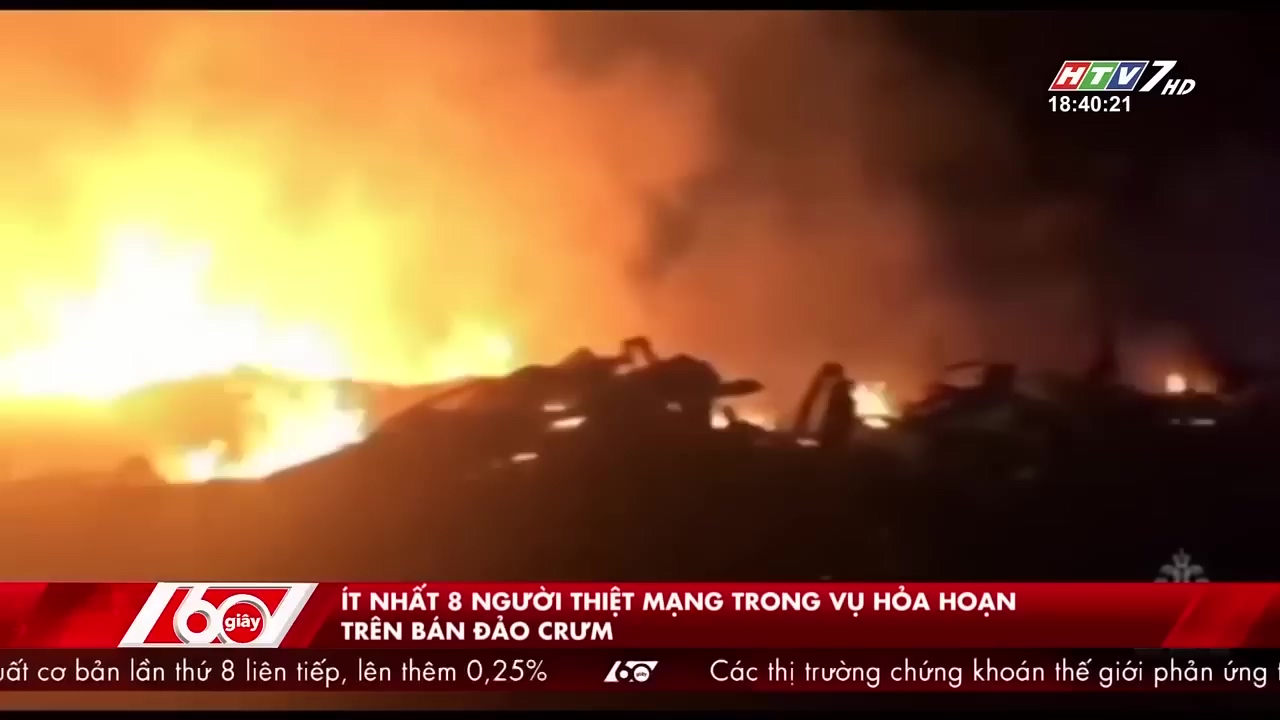 HTV7 HD
18:40:21
60 giây
ÍT NHẤT 8 NGƯỜI THIỆT MẠNG TRONG VỤ HỎA HOẠN
TRÊN BÁN ĐẢO CRƯM
cơ bản lần thứ 8 liên tiếp, lên thêm 0,25% 60 giây Các thị trường chứng khoán thế giới phản ứng